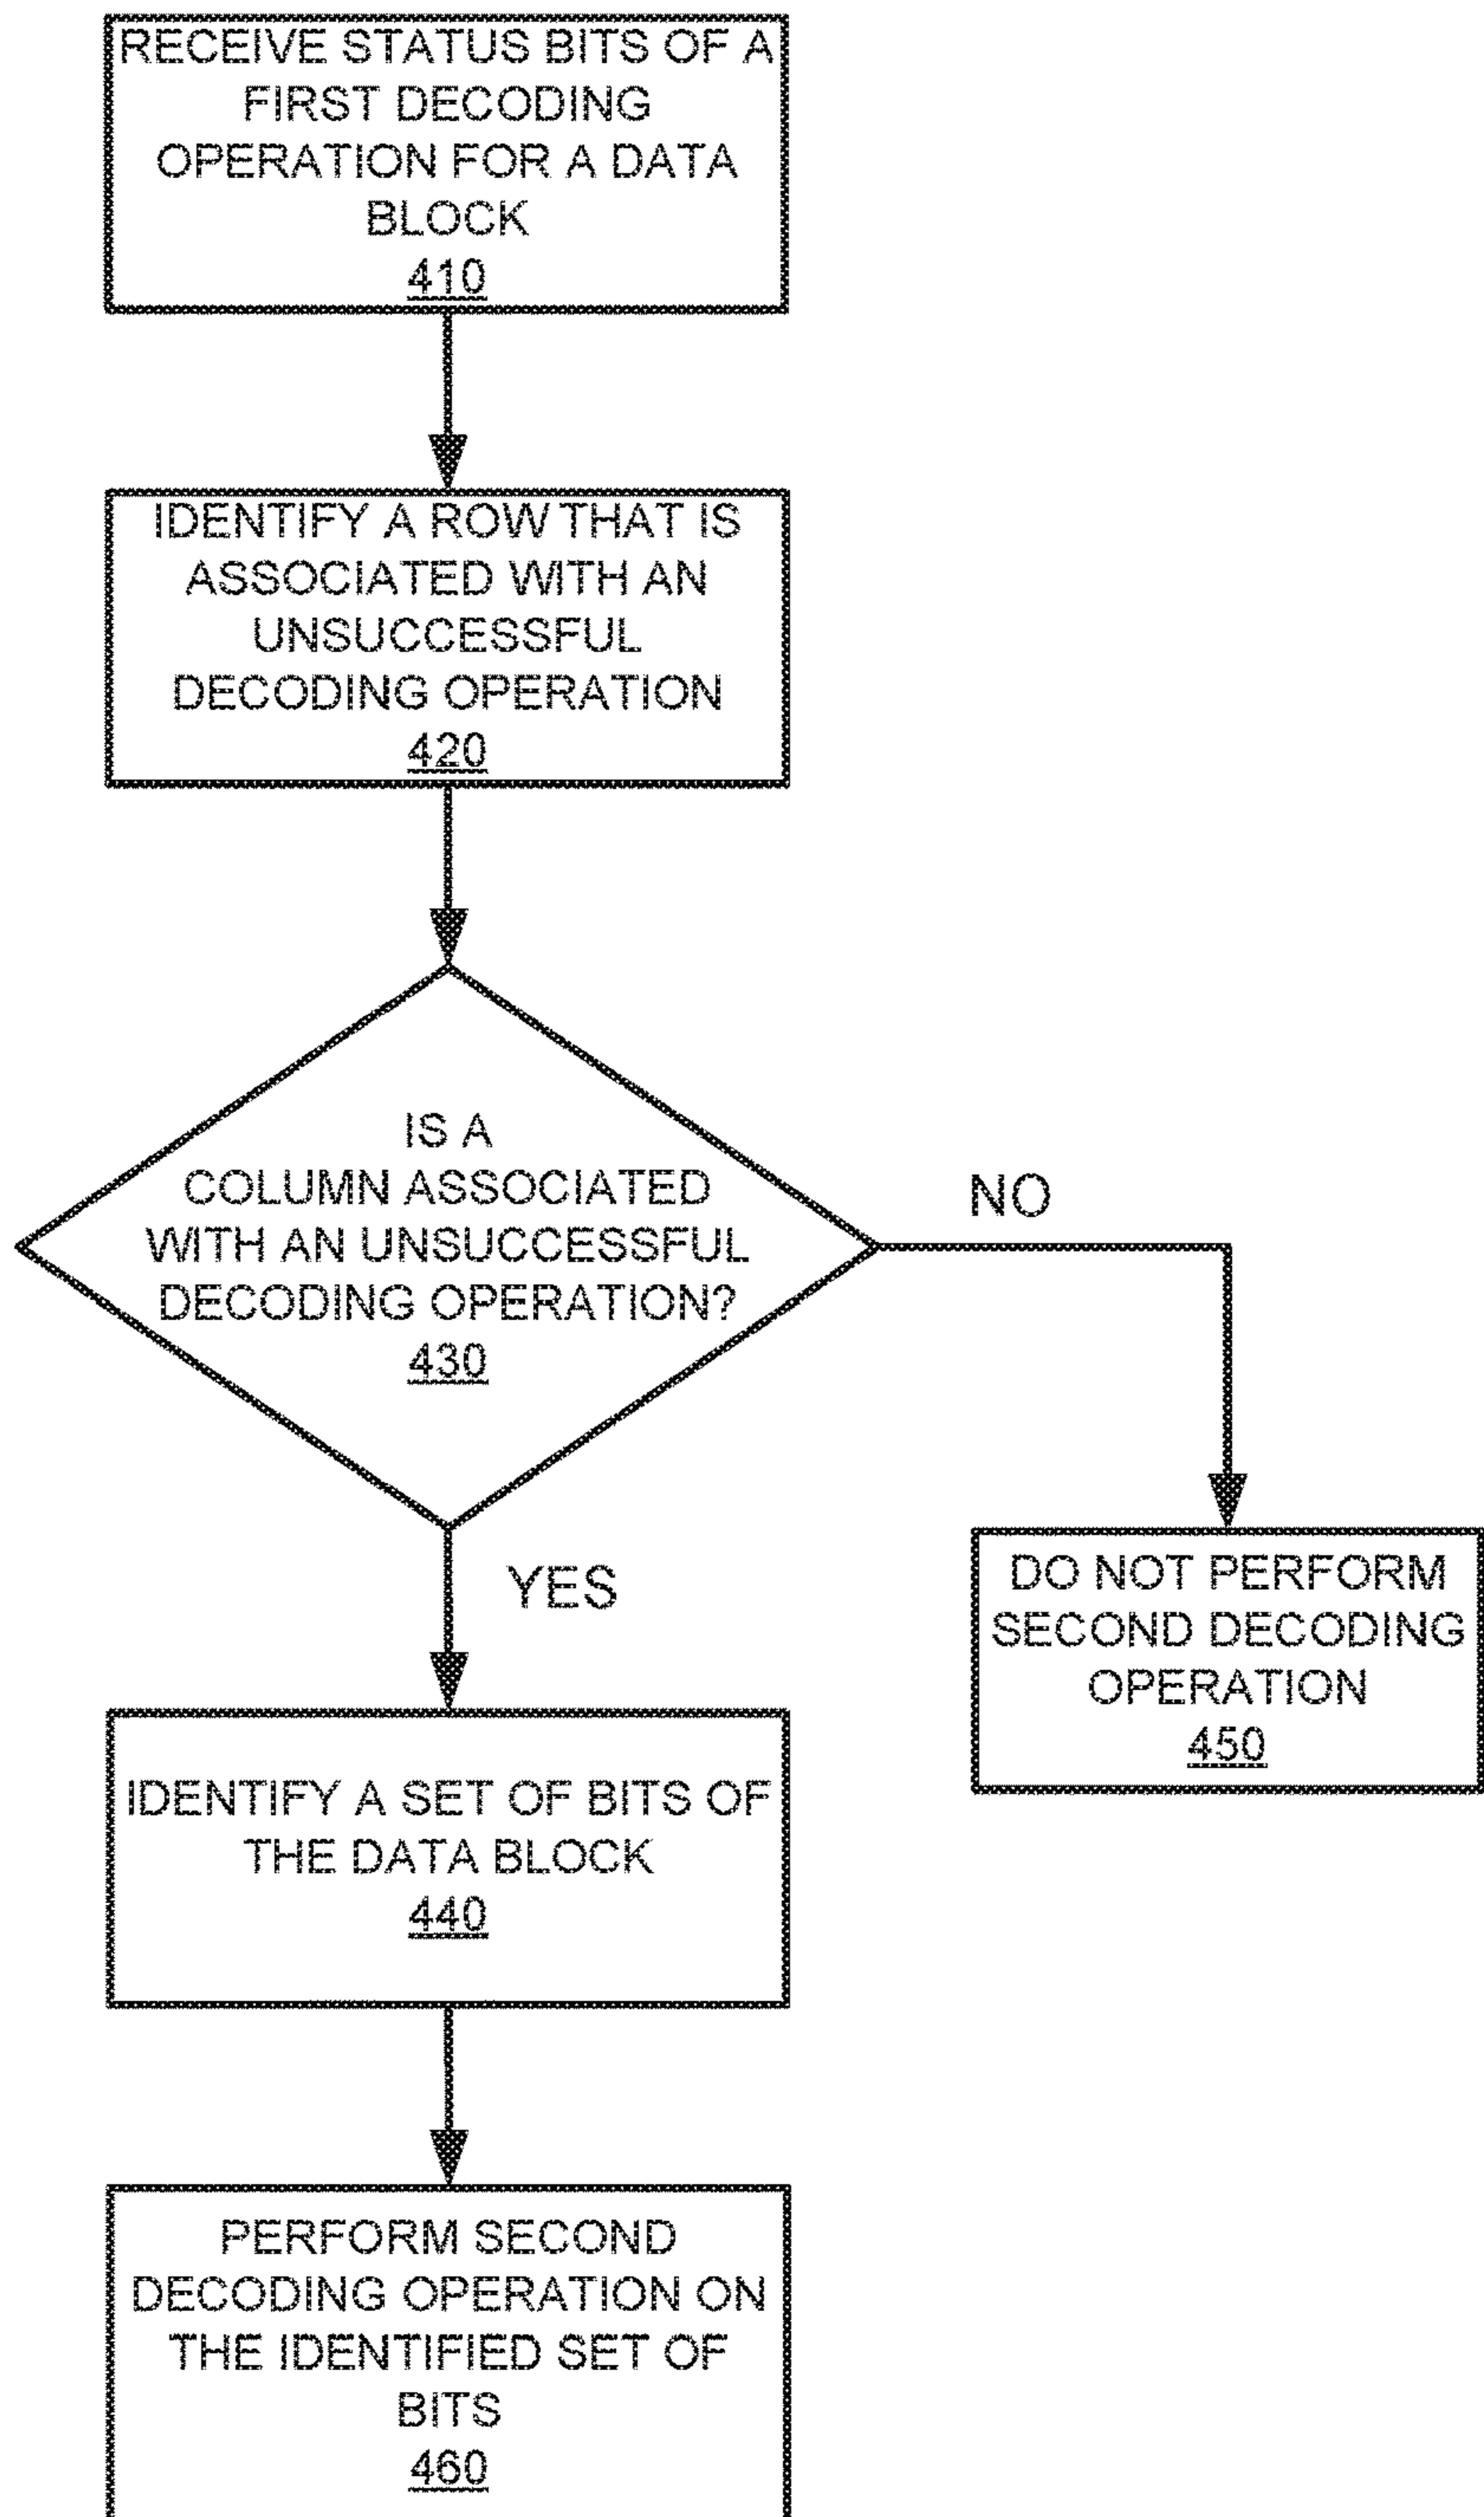 RECEIVE STATUS BITS OF A
FIRST DECODING
OPERATION FOR A DATA
BLOCK
410
IDENTIFY A ROW THAT IS
ASSOCIATED WITH AN
UNSUCCESSFUL
DECODING OPERATION
420
IS A
COLUMN ASSOCIATED
WITH AN UNSUCCESSFUL
DECODING OPERATION?
430
NO
YES
DO NOT PERFORM
SECOND DECODING
OPERATION
450
IDENTIFY A SET OF BITS OF
THE DATA BLOCK
440
PERFORM SECOND
DECODING OPERATION ON
THE IDENTIFIED SET OF
BITS
460